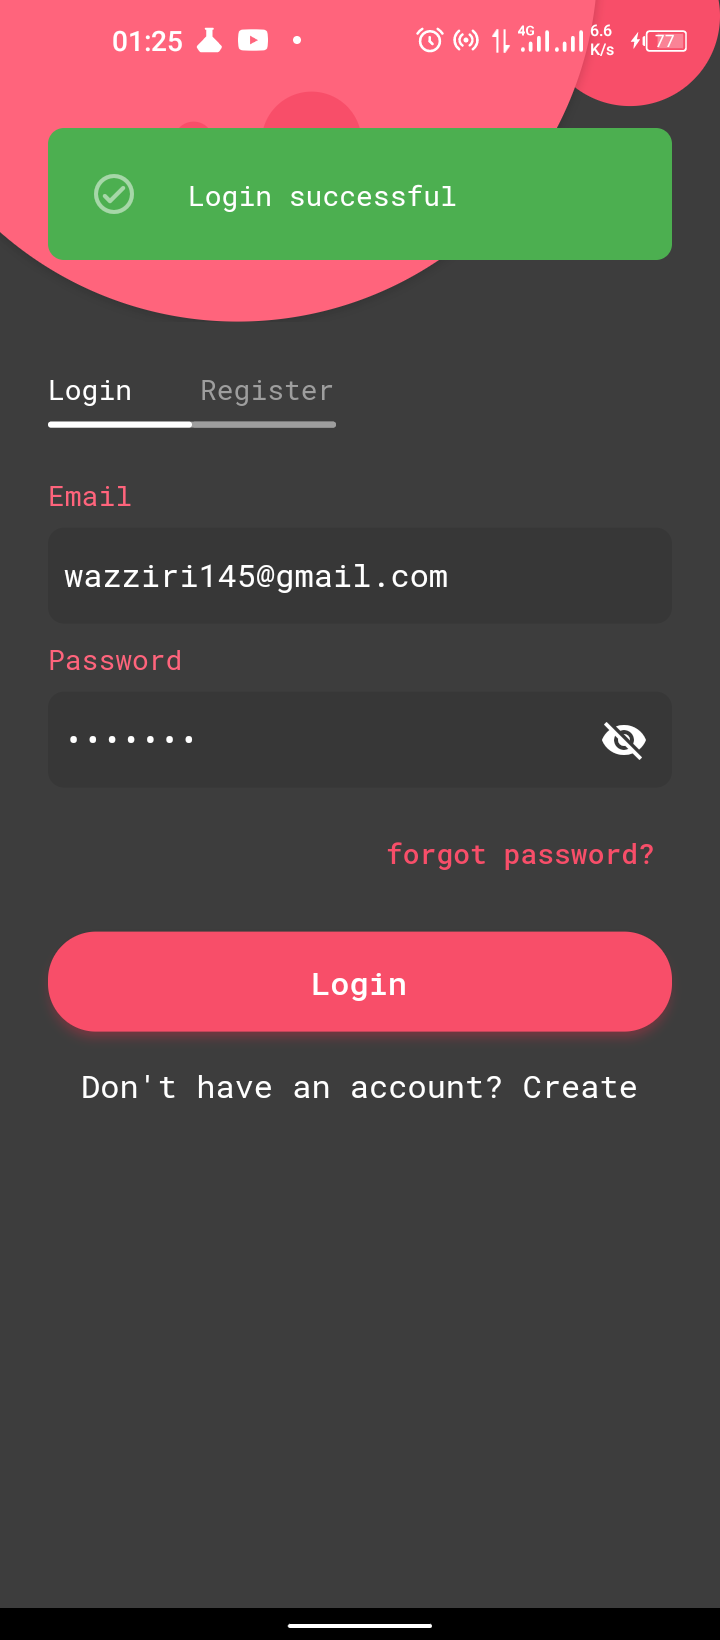 01:25 4G 6.6 K/s 77
Login successful
Login Register
Email
wazziri145@gmail.com
Password
•••••••
forgot password?
Login
Don't have an account? Create